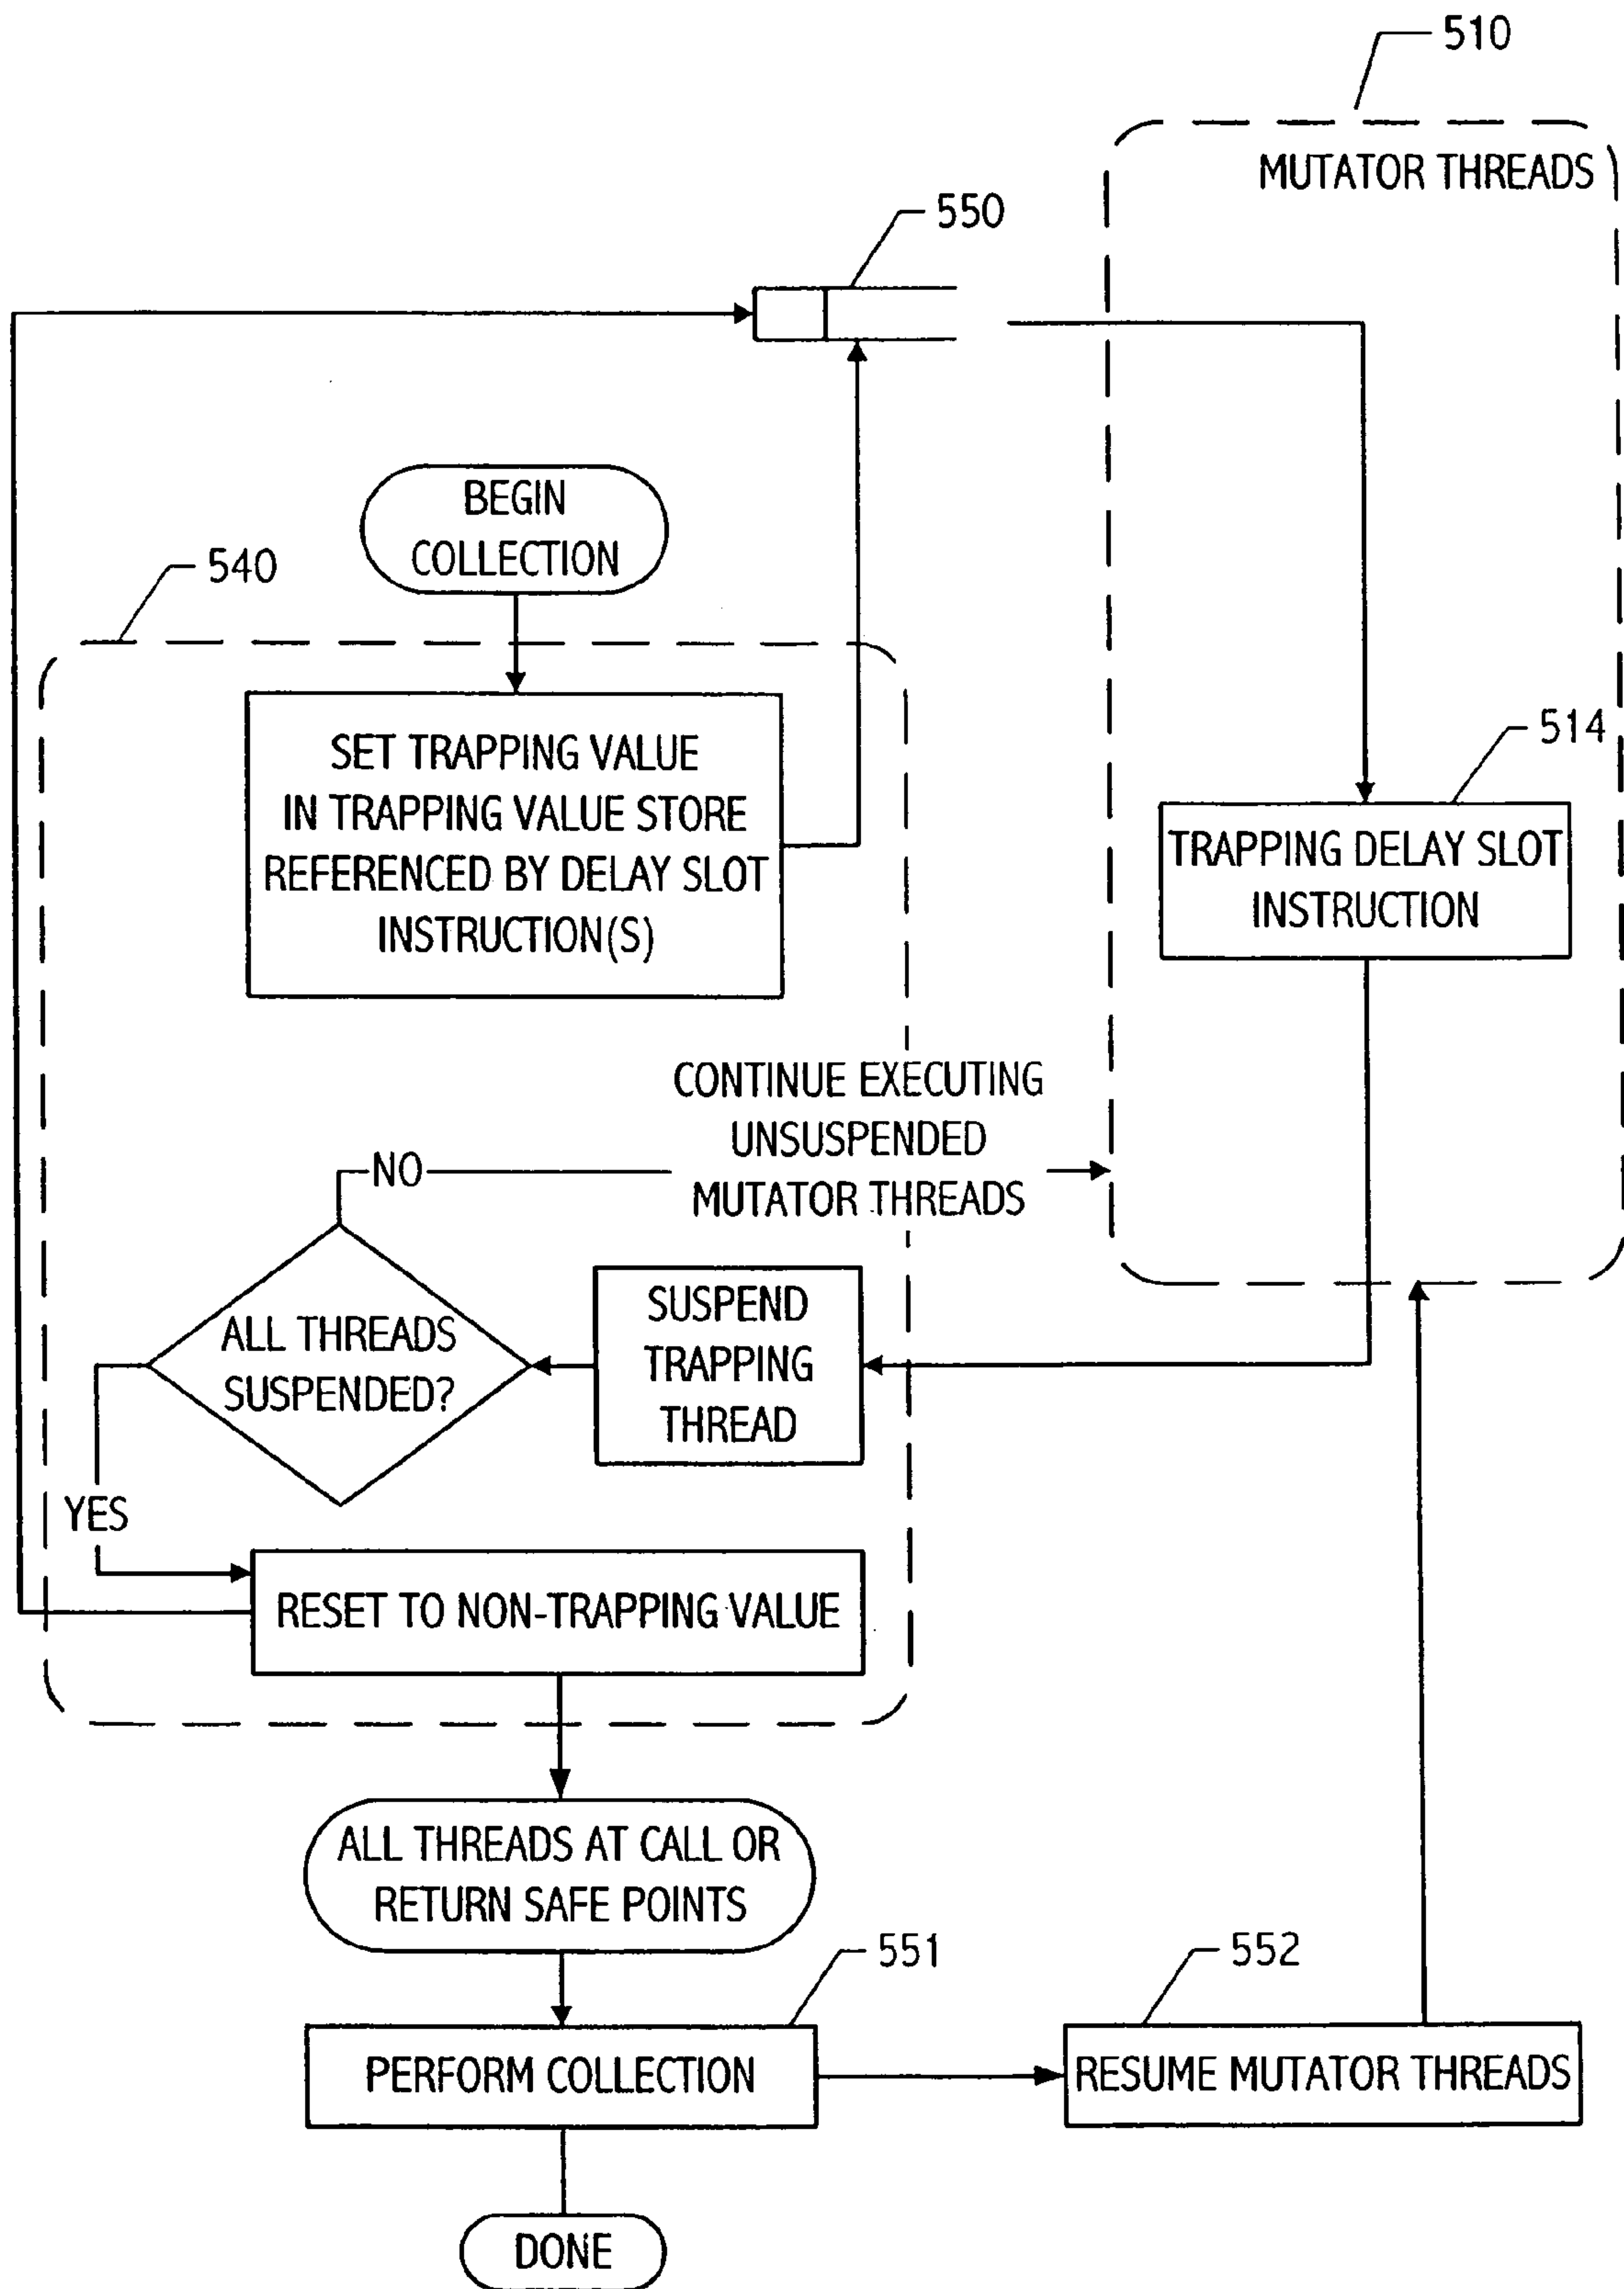 510
MUTATOR THREADS
550
BEGIN
COLLECTION
540
SET TRAPPING VALUE
IN TRAPPING VALUE STORE
REFERENCED BY DELAY SLOT
INSTRUCTION(S)
514
TRAPPING DELAY SLOT
INSTRUCTION
CONTINUE EXECUTING
UNSUSPENDED
MUTATOR THREADS
NO
ALL THREADS
SUSPENDED?
SUSPEND
TRAPPING
THREAD
YES
RESET TO NON-TRAPPING VALUE
ALL THREADS AT CALL OR
RETURN SAFE POINTS
551
552
PERFORM COLLECTION
RESUME MUTATOR THREADS
DONE